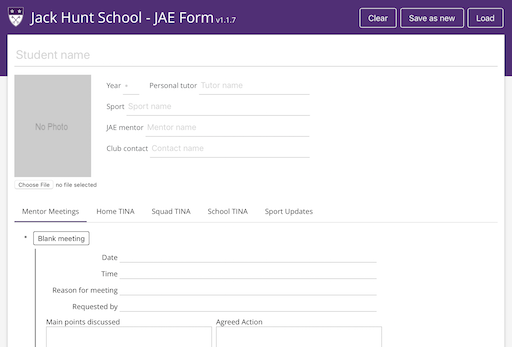 Jack Hunt School - JAE Form v1.1.7
Clear
Save as new
Load
Student name
No Photo
Year -
Personal tutor Tutor name
Sport Sport name
JAE mentor Mentor name
Club contact Contact name
Choose File no file selected
Mentor Meetings
Home TINA
Squad TINA
School TINA
Sport Updates
Blank meeting
Date
Time
Reason for meeting
Requested by
Main points discussed
Agreed Action